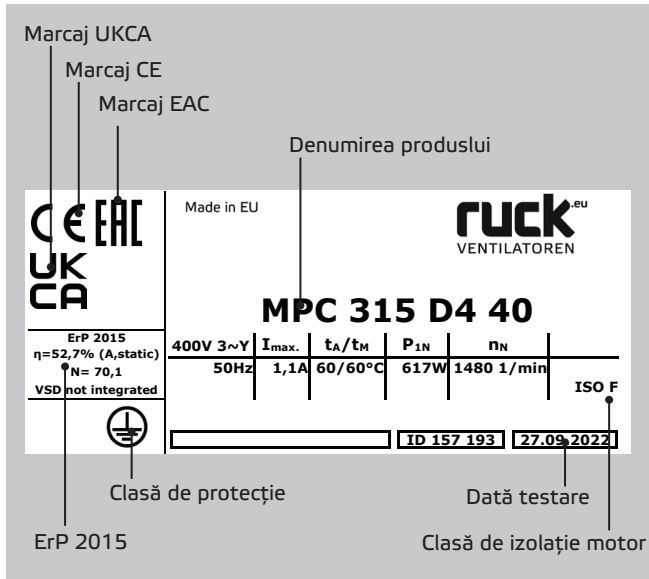 Marcaj UKCA
Marcaj CE
Marcaj EAC
Denumirea produslui
CE EAC
UK
CA
Made in EU
ruck.eu
VENTILATOREN
MPC 315 D4 40
ErP 2015
η=52,7% (A,static)
N= 70,1
VSD not integrated
400V 3~Y Imax. tA/tM P1N nN
50Hz 1,1A 60/60°C 617W 1480 1/min
ISO F
ID 157 193 27.09.2022
Clasă de protecție
Dată testare
ErP 2015
Clasă de izolație motor